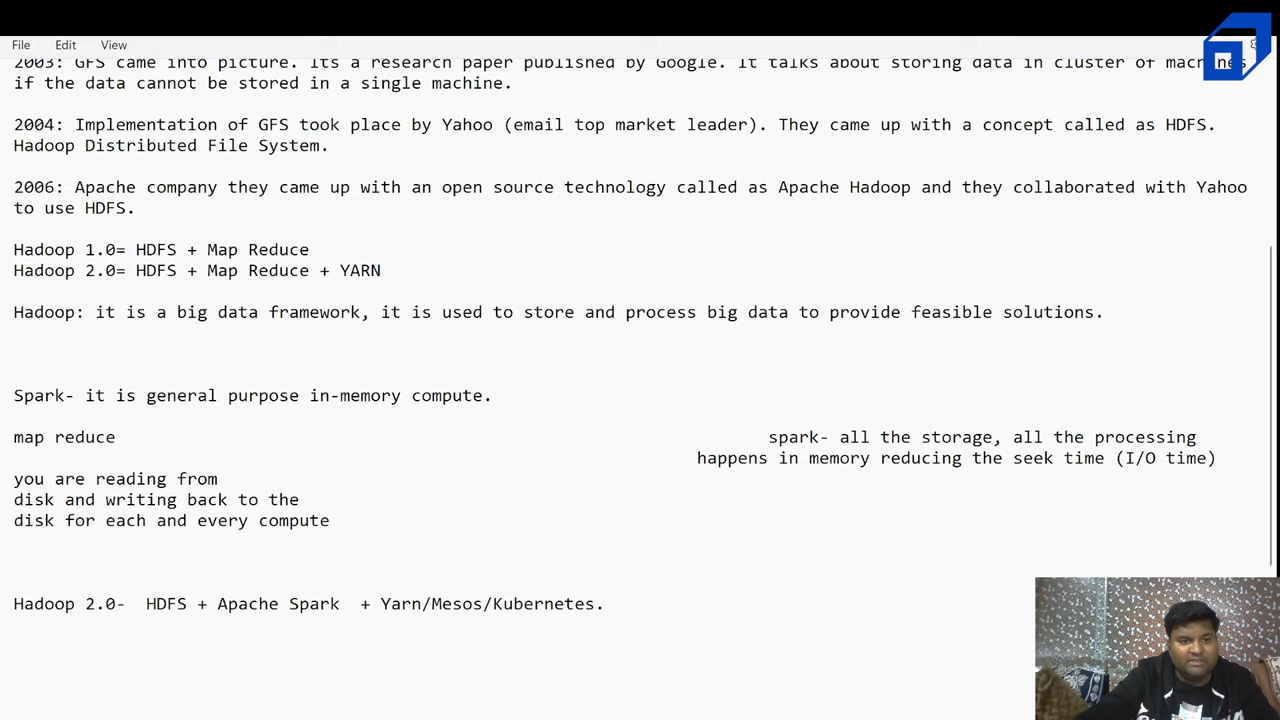 File Edit View
2003: GFS came into picture. Its a research paper published by Google. It talks about storing data in cluster of machines
if the data cannot be stored in a single machine.
2004: Implementation of GFS took place by Yahoo (email top market leader). They came up with a concept called as HDFS.
Hadoop Distributed File System.
2006: Apache company they came up with an open source technology called as Apache Hadoop and they collaborated with Yahoo
to use HDFS.
Hadoop 1.0= HDFS + Map Reduce
Hadoop 2.0= HDFS + Map Reduce + YARN
Hadoop: it is a big data framework, it is used to store and process big data to provide feasible solutions.
Spark- it is general purpose in-memory compute.
map reduce spark- all the storage, all the processing
happens in memory reducing the seek time (I/O time)
you are reading from
disk and writing back to the
disk for each and every compute
Hadoop 2.0- HDFS + Apache Spark + Yarn/Mesos/Kubernetes.